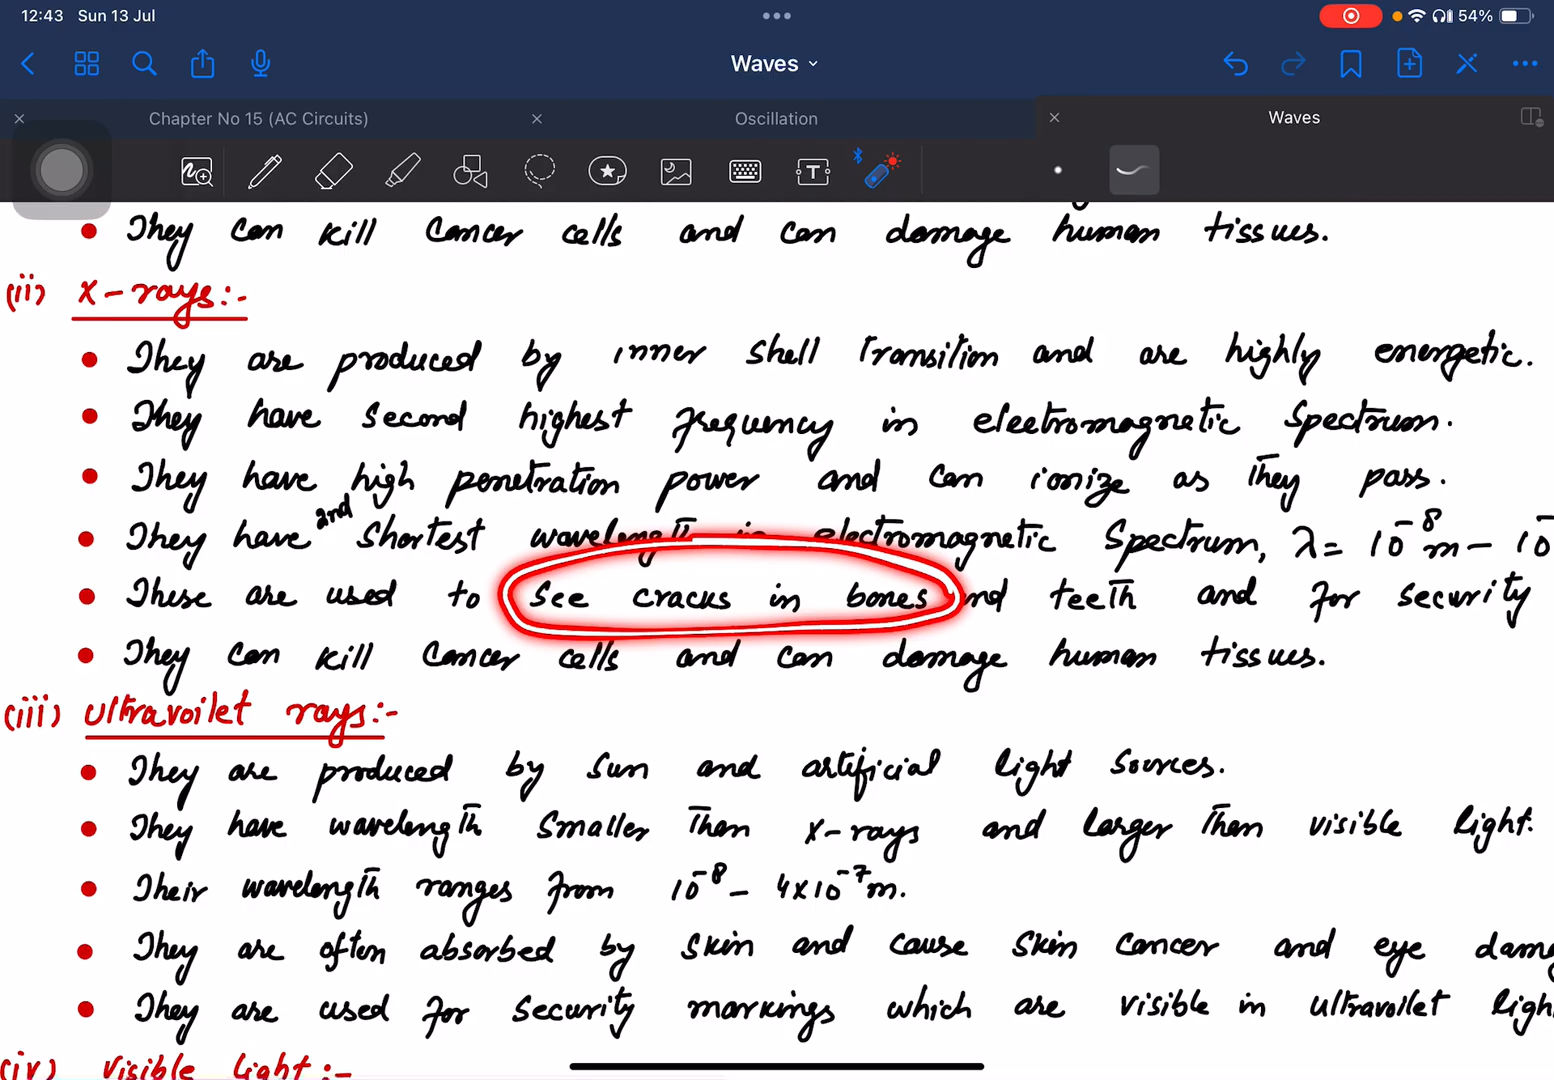 12:43 Sun 13 Jul
54%
Waves
Chapter No 15 (AC Circuits)
Oscillation
Waves
They can kill cancer cells and can damage human tissues.
(ii) X-rays:-
They are produced by inner shell transition and are highly energetic.
They have second highest frequency in electromagnetic spectrum.
They have high penetration power and can ionize as they pass.
They have 2nd shortest wavelength in electromagnetic spectrum, λ= 10⁻⁸m - 10⁻
These are used to see cracks in bones nd teeth and for security
They can kill cancer cells and can damage human tissues.
(iii) ultravoilet rays:-
They are produced by sun and artificial light sources.
They have wavelength smaller than x-rays and larger than visible light.
Their wavelength ranges from 10⁻⁸ - 4x10⁻⁷m.
They are often absorbed by skin and cause skin cancer and eye dama
They are used for security markings which are visible in ultravoilet ligh
(iv) visible light:-